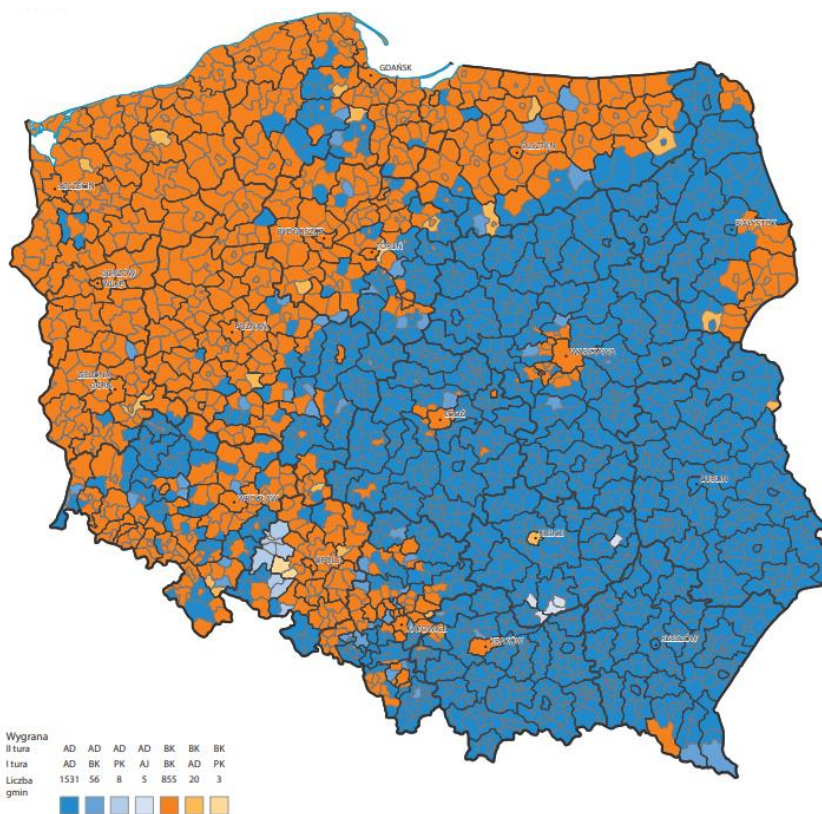 GDAŃSK
OLSZTYN
SZCZECIN
BIAŁYSTOK
BYDGOSZCZ
TORUŃ
GORZÓW
WLKP.
POZNAŃ
WARSZAWA
ZIELONA
GÓRA
ŁÓDŹ
LUBLIN
WROCŁAW
KIELCE
OPOLE
KATOWICE
KRAKÓW
RZESZÓW
Wygrana
II tura AD AD AD AD BK BK BK
I tura AD BK PK AJ BK AD PK
Liczba 1531 56 8 5 855 20 3
gmin